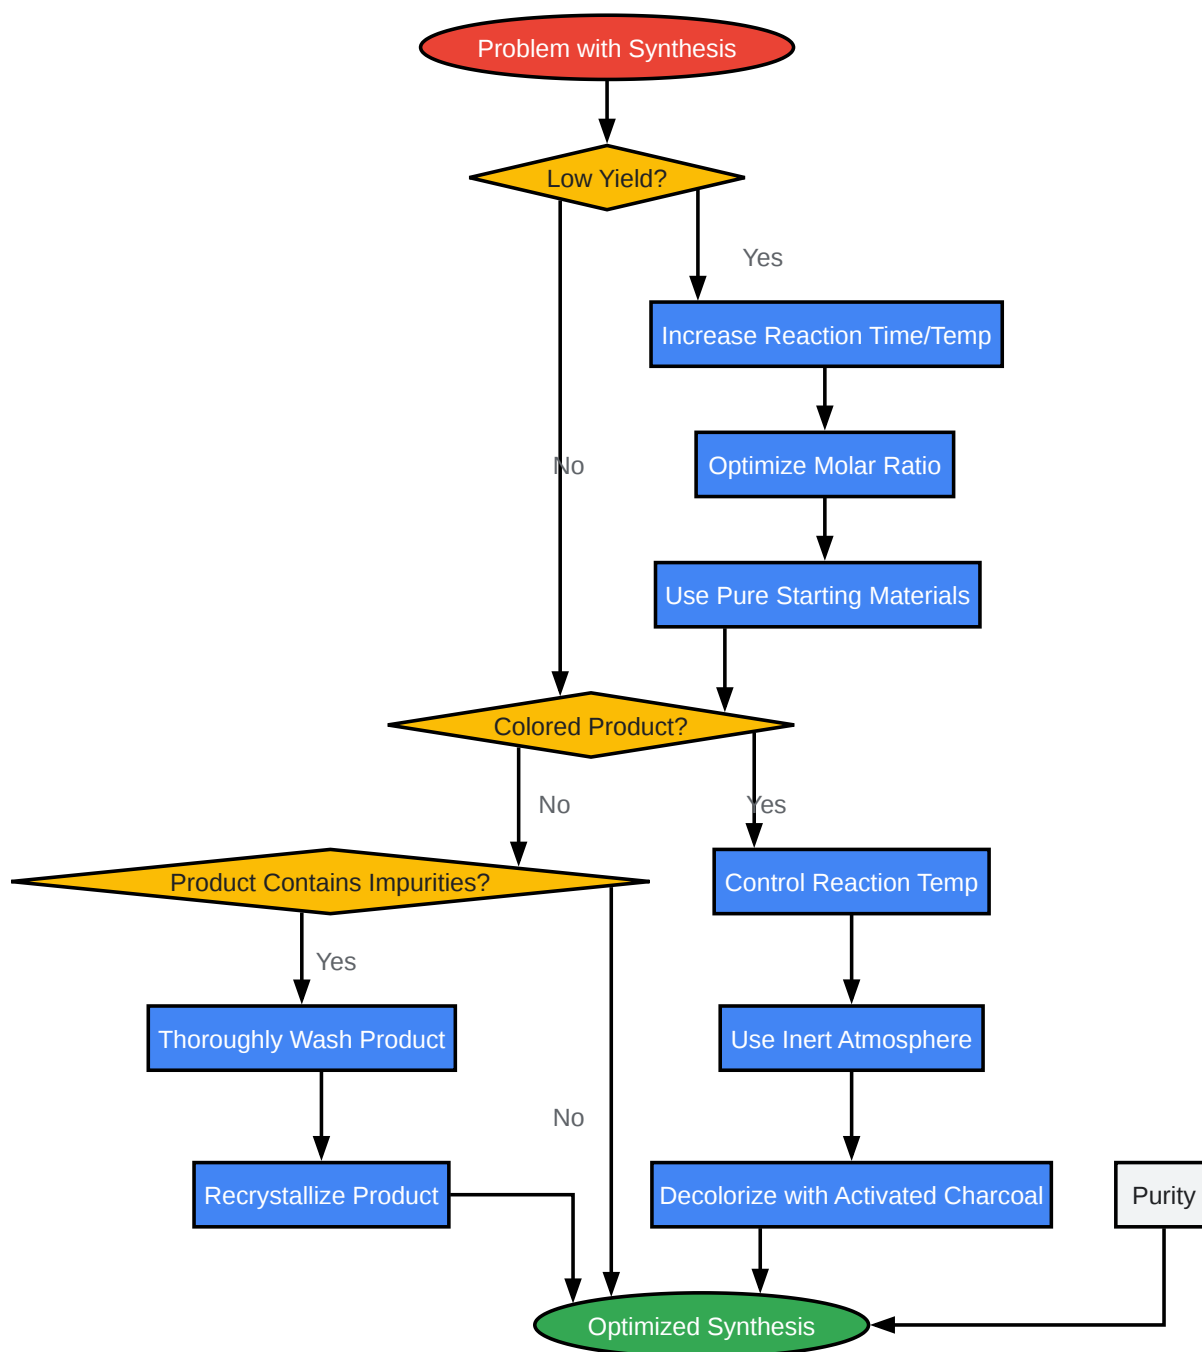 Problem with Synthesis
Low Yield?
Yes
Increase Reaction Time/Temp
No
Optimize Molar Ratio
Use Pure Starting Materials
Colored Product?
No
Yes
Product Contains Impurities?
Control Reaction Temp
Yes
Thoroughly Wash Product
Use Inert Atmosphere
No
Recrystallize Product
Decolorize with Activated Charcoal
Purity
Optimized Synthesis